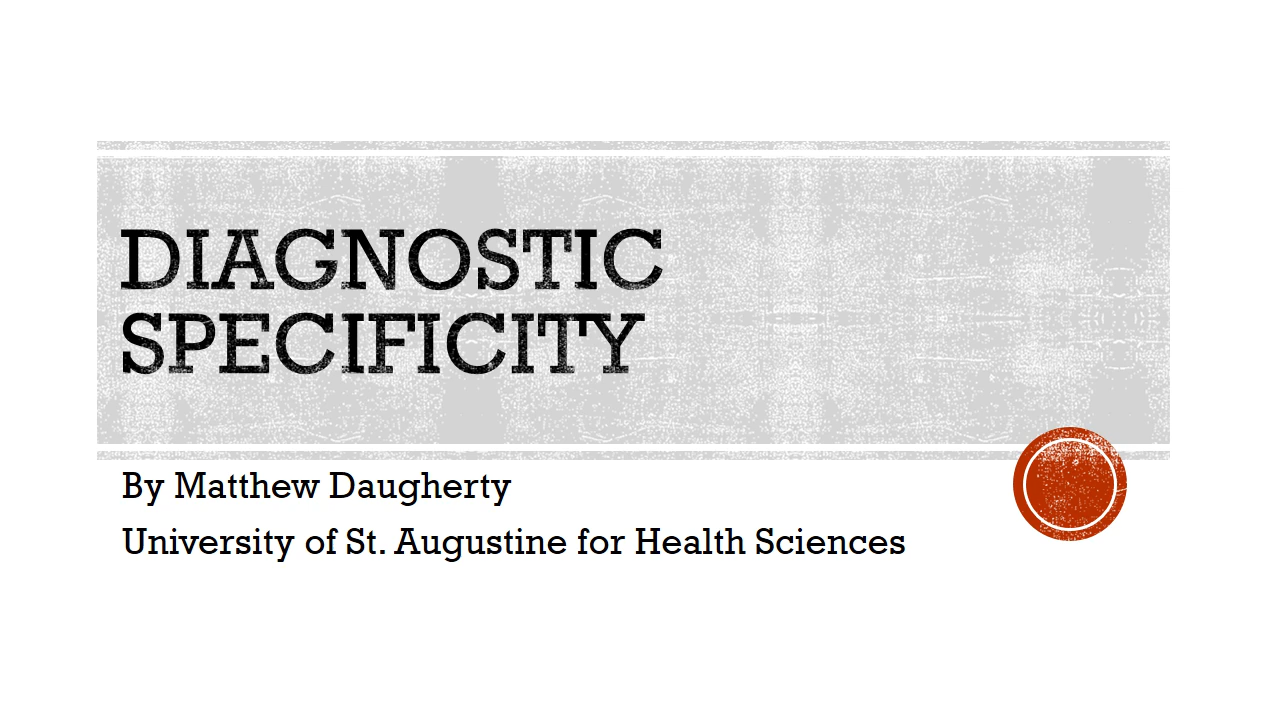 DIAGNOSTIC
SPECIFICITY
By Matthew Daugherty
University of St. Augustine for Health Sciences